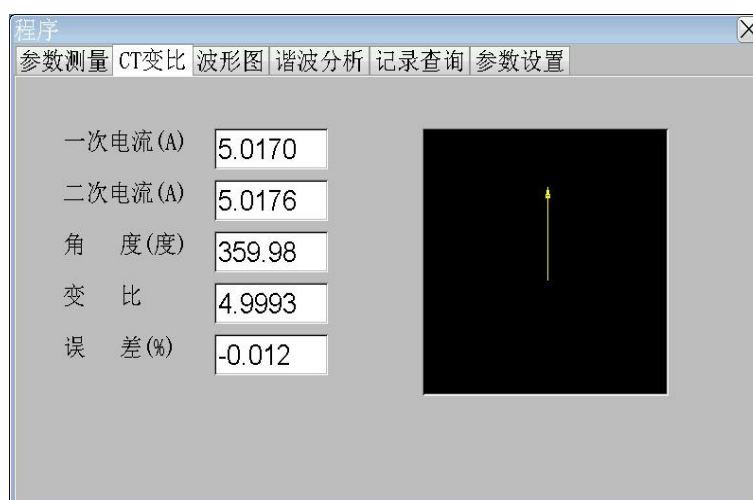 程序
参数测量 CT变比 波形图 谐波分析 记录查询 参数设置
一次电流(A) 5.0170
二次电流(A) 5.0176
角 度(度) 359.98
变 比 4.9993
误 差(%) -0.012